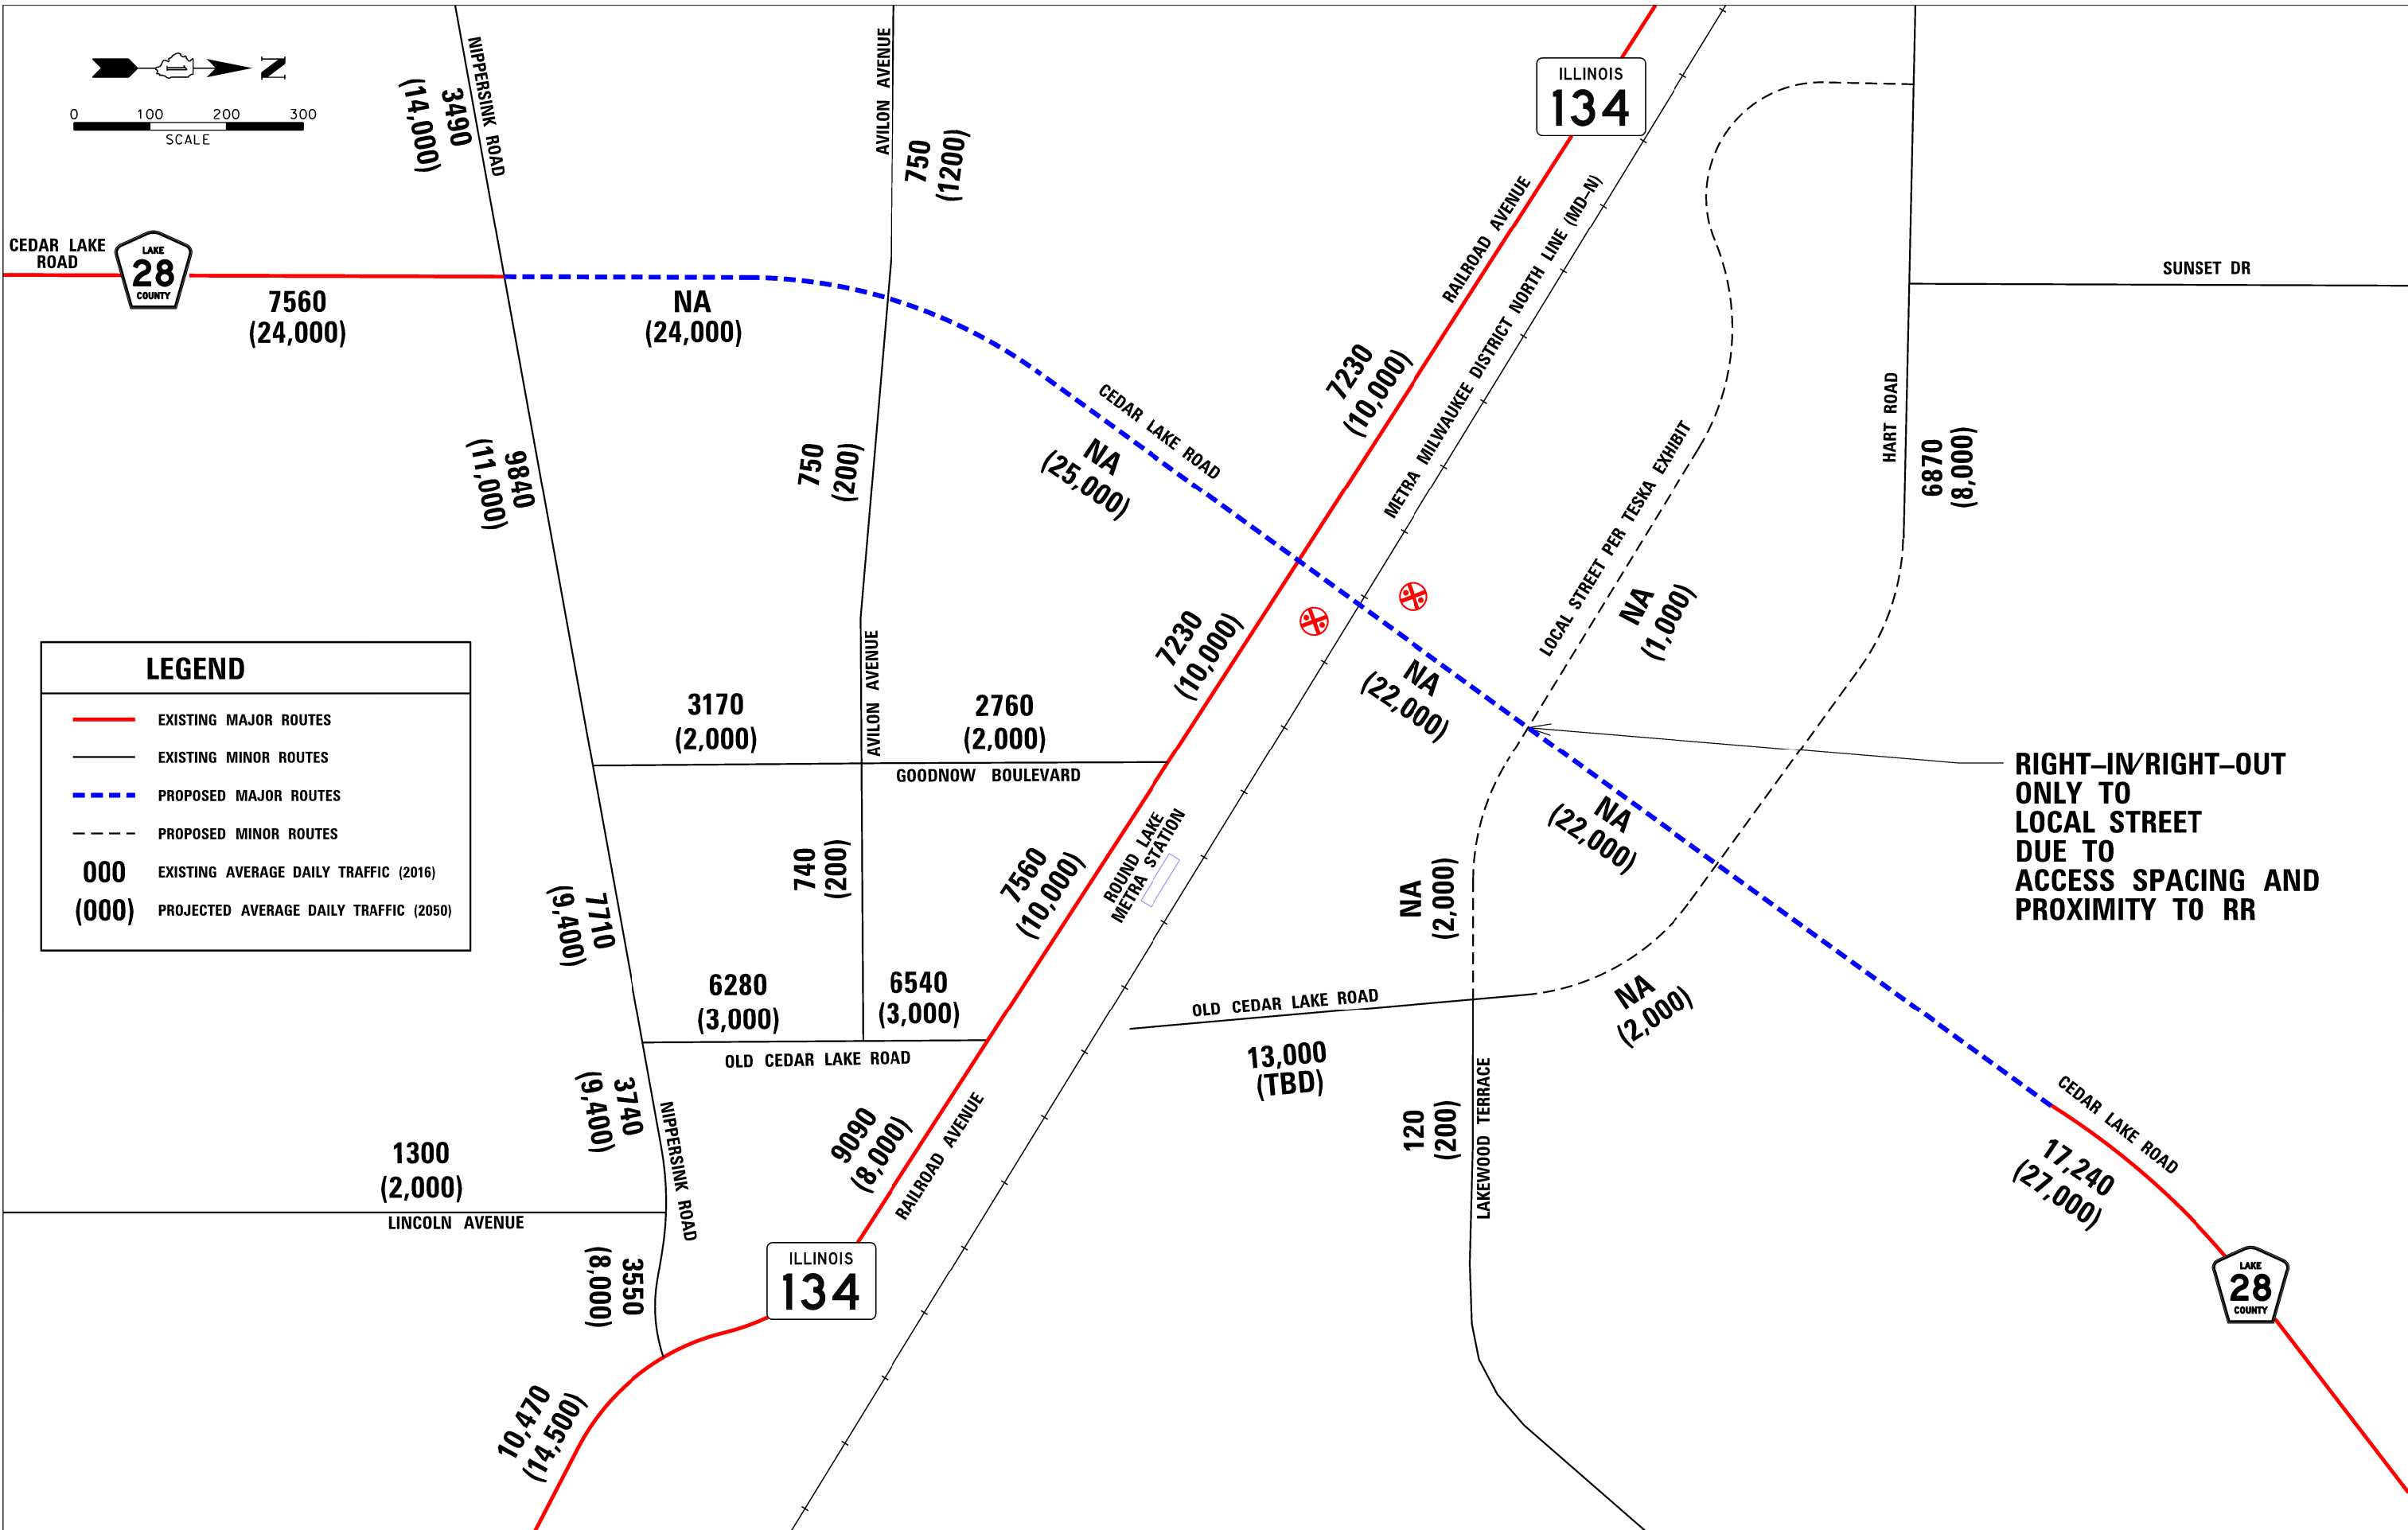 N
0 100 200 300
SCALE
NIPPERSINK ROAD
3490
(14,000)
AVILON AVENUE
750
(1200)
ILLINOIS
134
RAILROAD AVENUE
METRA MILWAUKEE DISTRICT NORTH LINE (MD-N)
CEDAR LAKE
ROAD
LAKE
28
COUNTY
7560
(24,000)
NA
(24,000)
SUNSET DR
7230
(10,000)
CEDAR LAKE ROAD
NA
(25,000)
9840
(11,000)
750
(200)
HART ROAD
6870
(8,000)
LOCAL STREET PER TESKA EXHIBIT
NA
(1,000)
7230
(10,000)
NA
(22,000)
LEGEND
EXISTING MAJOR ROUTES
EXISTING MINOR ROUTES
PROPOSED MAJOR ROUTES
PROPOSED MINOR ROUTES
000 EXISTING AVERAGE DAILY TRAFFIC (2016)
(000) PROJECTED AVERAGE DAILY TRAFFIC (2050)
3170
(2,000)
AVILON AVENUE
2760
(2,000)
GOODNOW BOULEVARD
RIGHT-IN/RIGHT-OUT
ONLY TO
LOCAL STREET
DUE TO
ACCESS SPACING AND
PROXIMITY TO RR
NA
(22,000)
7710
(9,400)
740
(200)
7560
(10,000)
ROUND LAKE
METRA STATION
NA
(2,000)
6280
(3,000)
6540
(3,000)
OLD CEDAR LAKE ROAD
OLD CEDAR LAKE ROAD
13,000
(TBD)
NA
(2,000)
3740
(9,400)
NIPPERSINK ROAD
9090
(8,000)
RAILROAD AVENUE
120
(200)
LAKEWOOD TERRACE
CEDAR LAKE ROAD
17,240
(27,000)
1300
(2,000)
LINCOLN AVENUE
3550
(8,000)
ILLINOIS
134
LAKE
28
COUNTY
10,470
(14,500)